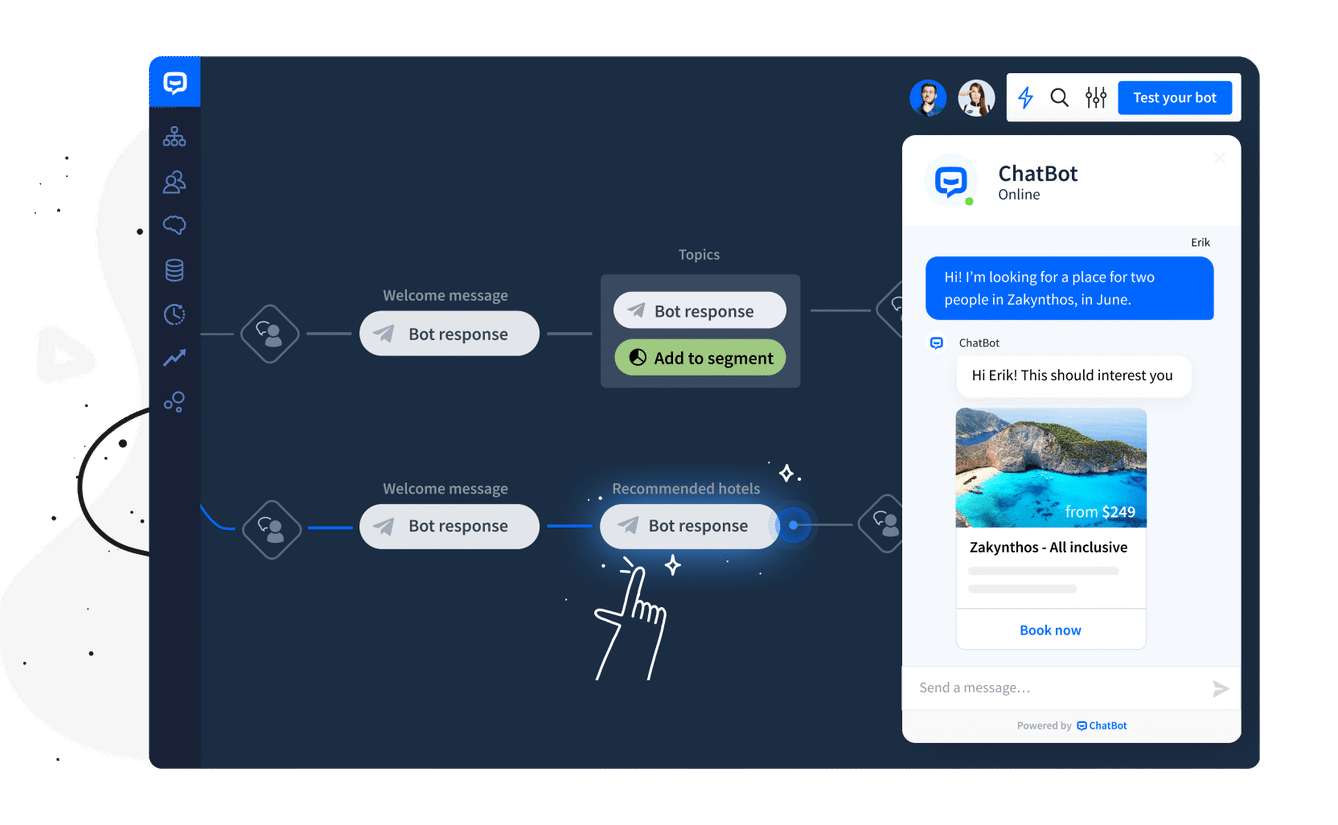 Test your bot
ChatBot
Online
Topics
Welcome message
Bot response
Bot response
Add to segment
Welcome message
Bot response
Recommended hotels
Bot response
Erik
Hi! I'm looking for a place for two
people in Zakynthos, in June.
ChatBot
Hi Erik! This should interest you
from $249
Zakynthos - All inclusive
Book now
Send a message...
Powered by ChatBot